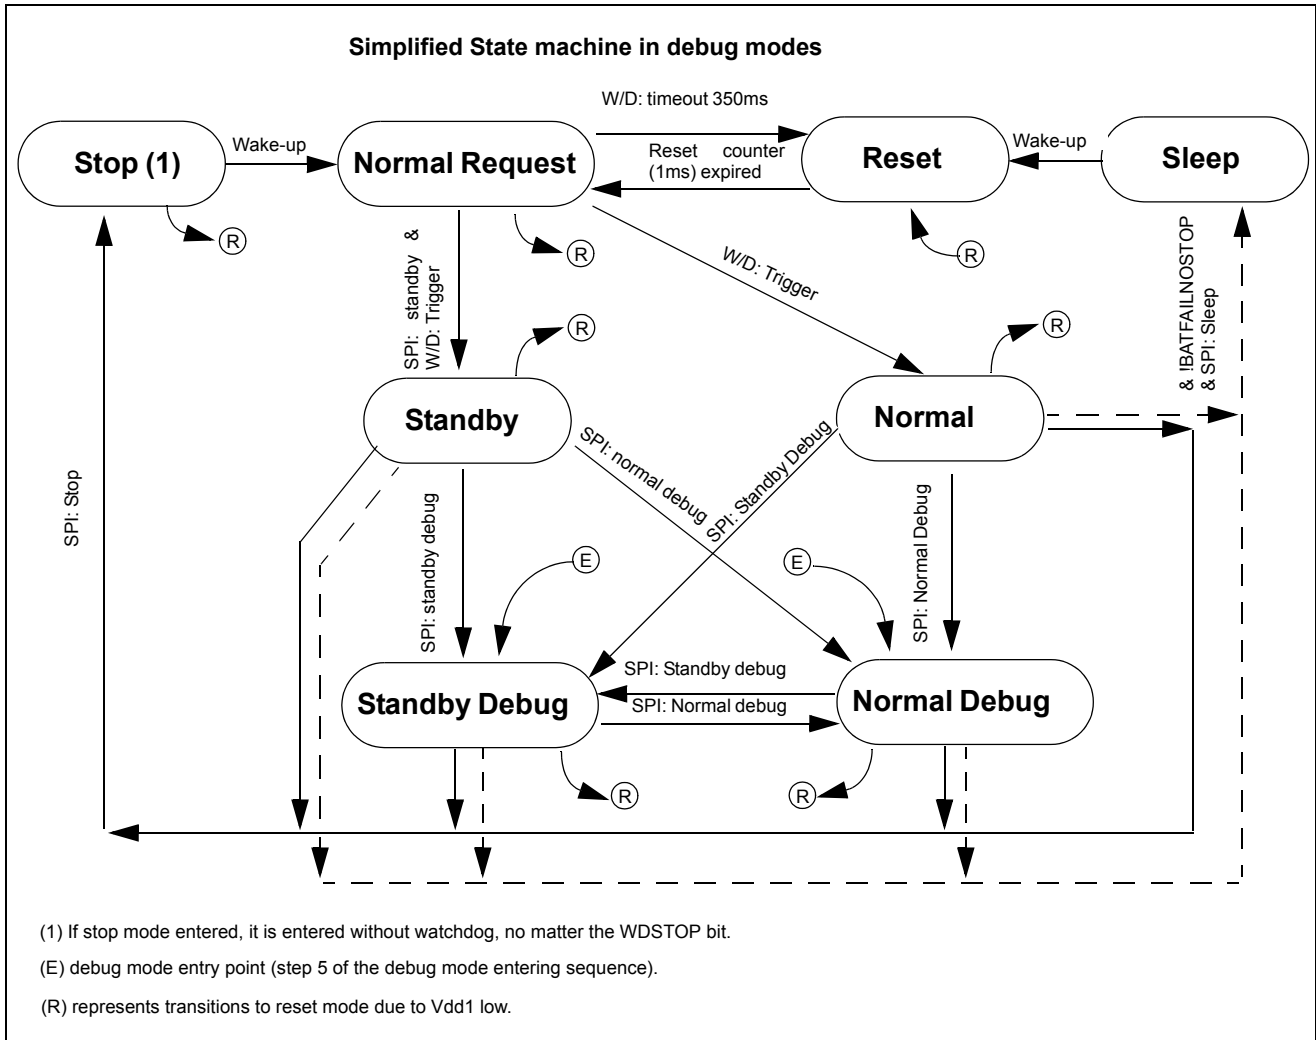 Simplified State machine in debug modes
W/D: timeout 350ms
Stop (1)
Wake-up
Normal Request
Reset counter
(1ms) expired
Reset
Wake-up
Sleep
R
R
R
SPI: standby &
W/D: Trigger
W/D: Trigger
& !BATFAILNOSTOP
& SPI: Sleep
R
R
Standby
Normal
SPI: Stop
SPI: normal debug
SPI: Standby Debug
SPI: standby debug
SPI: Normal Debug
E
E
SPI: Standby debug
Standby Debug
SPI: Normal debug
Normal Debug
R
R
(1) If stop mode entered, it is entered without watchdog, no matter the WDSTOP bit.
(E) debug mode entry point (step 5 of the debug mode entering sequence).
(R) represents transitions to reset mode due to Vdd1 low.